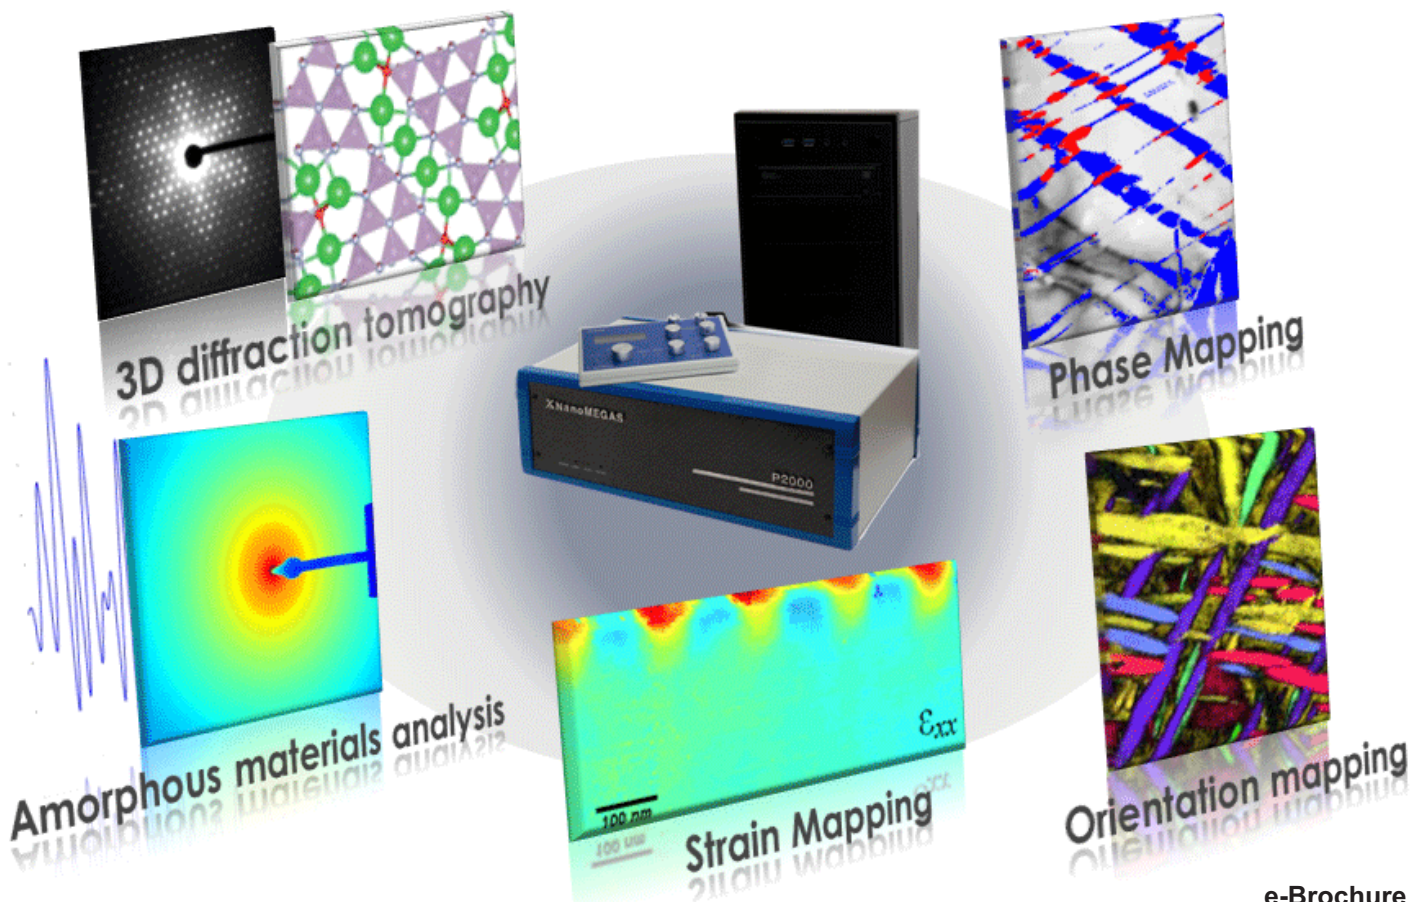 3D diffraction tomography
Phase Mapping
NanoMEGAS
P2000
Amorphous materials analysis
εxx
100 nm
Strain Mapping
Orientation mapping
e-Brochure